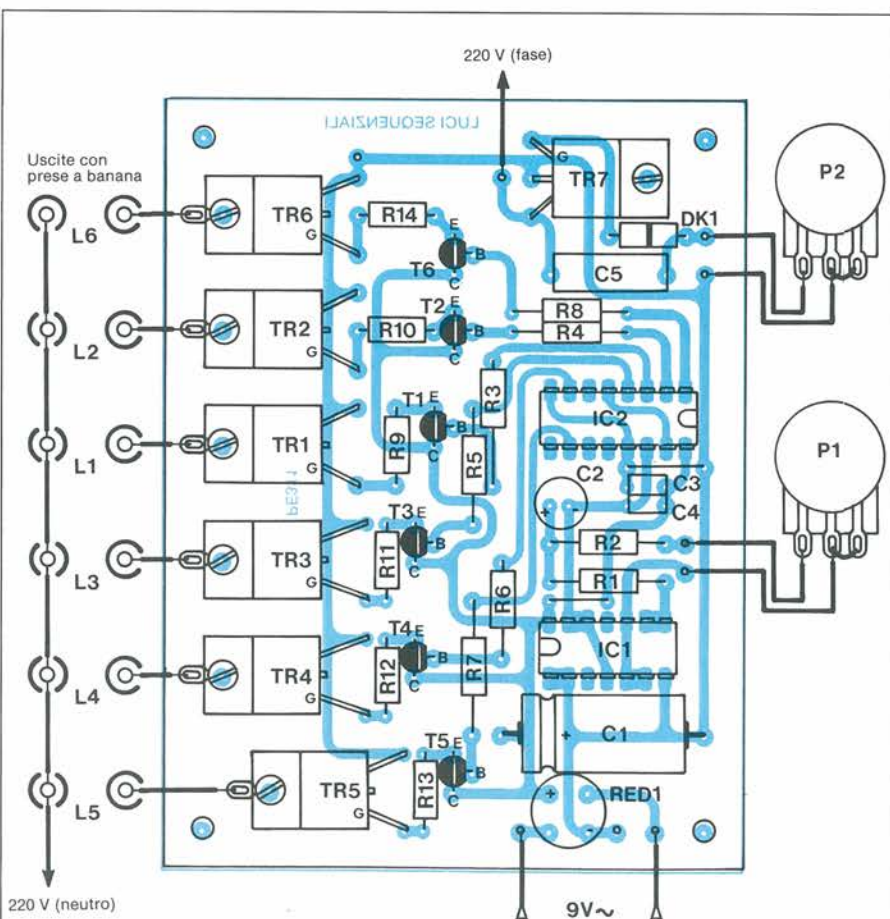 220 V (fase)
LUCI SEQUENZIALI
Uscite con
prese a banana
L6
TR6
G
R14
E
B
C
T6
G
TR7
DK1
C5
P2
L2
TR2
G
R10
T2
E
B
C
R8
R4
L1
TR1
G
R9
T1
E
B
C
R5
R3
IC2
C2
+
-
C3
C4
P1
PE311
L3
TR3
G
R11
T3
E
B
C
R2
R1
R6
L4
TR4
G
R12
T4
E
B
C
R7
IC1
L5
TR5
G
R13
T5
E
B
C
+
C1
+
-
RED1
220 V (neutro)
9V~